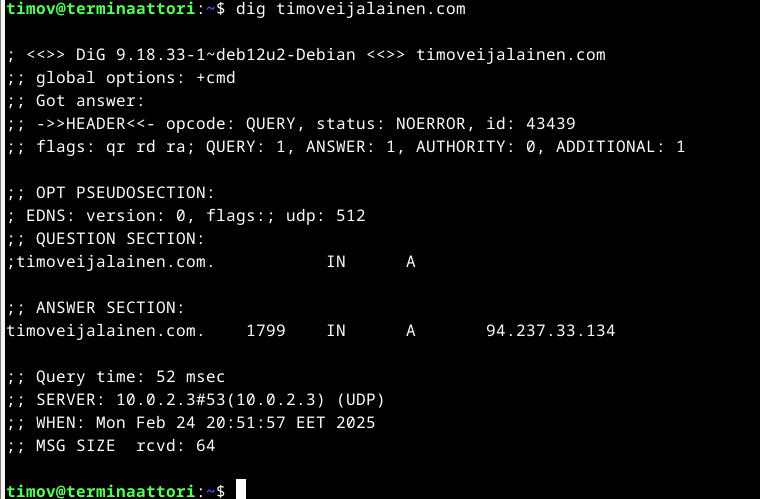 timov@terminaattori:~$ dig timoveijalainen.com
; <<>> DiG 9.18.33-1~deb12u2-Debian <<>> timoveijalainen.com
;; global options: +cmd
;; Got answer:
;; ->>HEADER<<- opcode: QUERY, status: NOERROR, id: 43439
;; flags: qr rd ra; QUERY: 1, ANSWER: 1, AUTHORITY: 0, ADDITIONAL: 1
;; OPT PSEUDOSECTION:
; EDNS: version: 0, flags:; udp: 512
;; QUESTION SECTION:
;timoveijalainen.com. IN A
;; ANSWER SECTION:
timoveijalainen.com. 1799 IN A 94.237.33.134
;; Query time: 52 msec
;; SERVER: 10.0.2.3#53(10.0.2.3) (UDP)
;; WHEN: Mon Feb 24 20:51:57 EET 2025
;; MSG SIZE rcvd: 64
timov@terminaattori:~$